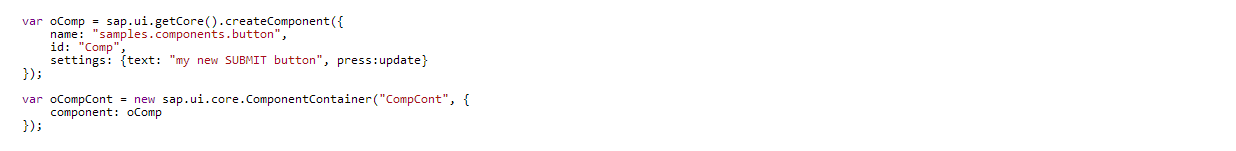 var oComp = sap.ui.getCore().createComponent({
    name: "samples.components.button",
    id: "Comp",
    settings: {text: "my new SUBMIT button", press:update}
});
var oCompCont = new sap.ui.core.ComponentContainer("CompCont", {
    component: oComp
});